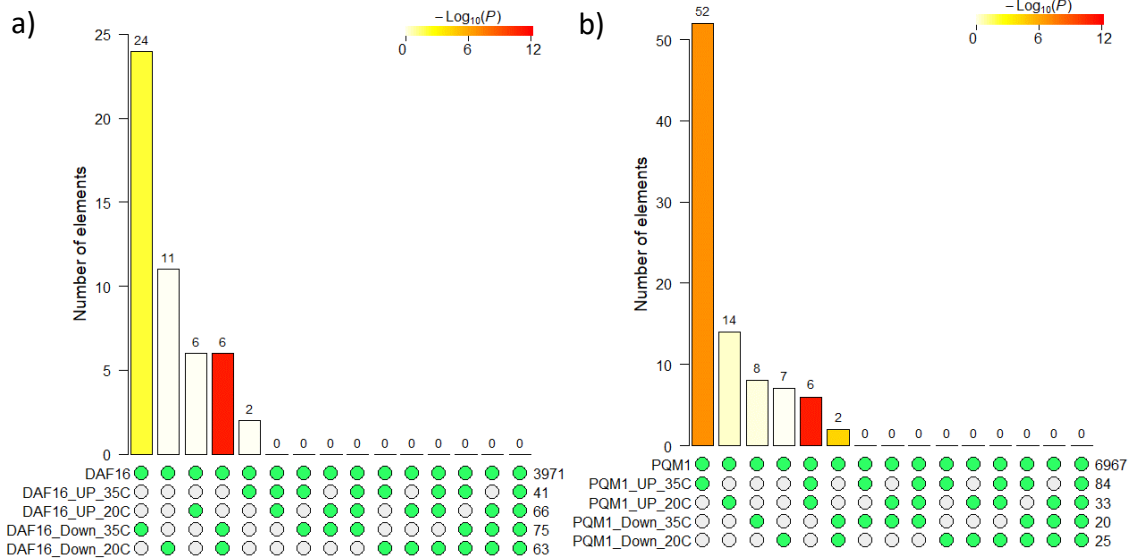 a)
− Log10(P)
0 6 12
Number of elements
25
20
15
10
5
0
24 11 6 6 2 0 0 0 0 0 0 0 0 0 0
DAF16 3971
DAF16_UP_35C 41
DAF16_UP_20C 66
DAF16_Down_35C 75
DAF16_Down_20C 63
b)
− Log10(P)
0 6 12
Number of elements
50
40
30
20
10
0
52 14 8 7 6 2 0 0 0 0 0 0 0 0 0
PQM1 6967
PQM1_UP_35C 84
PQM1_UP_20C 33
PQM1_Down_35C 20
PQM1_Down_20C 25